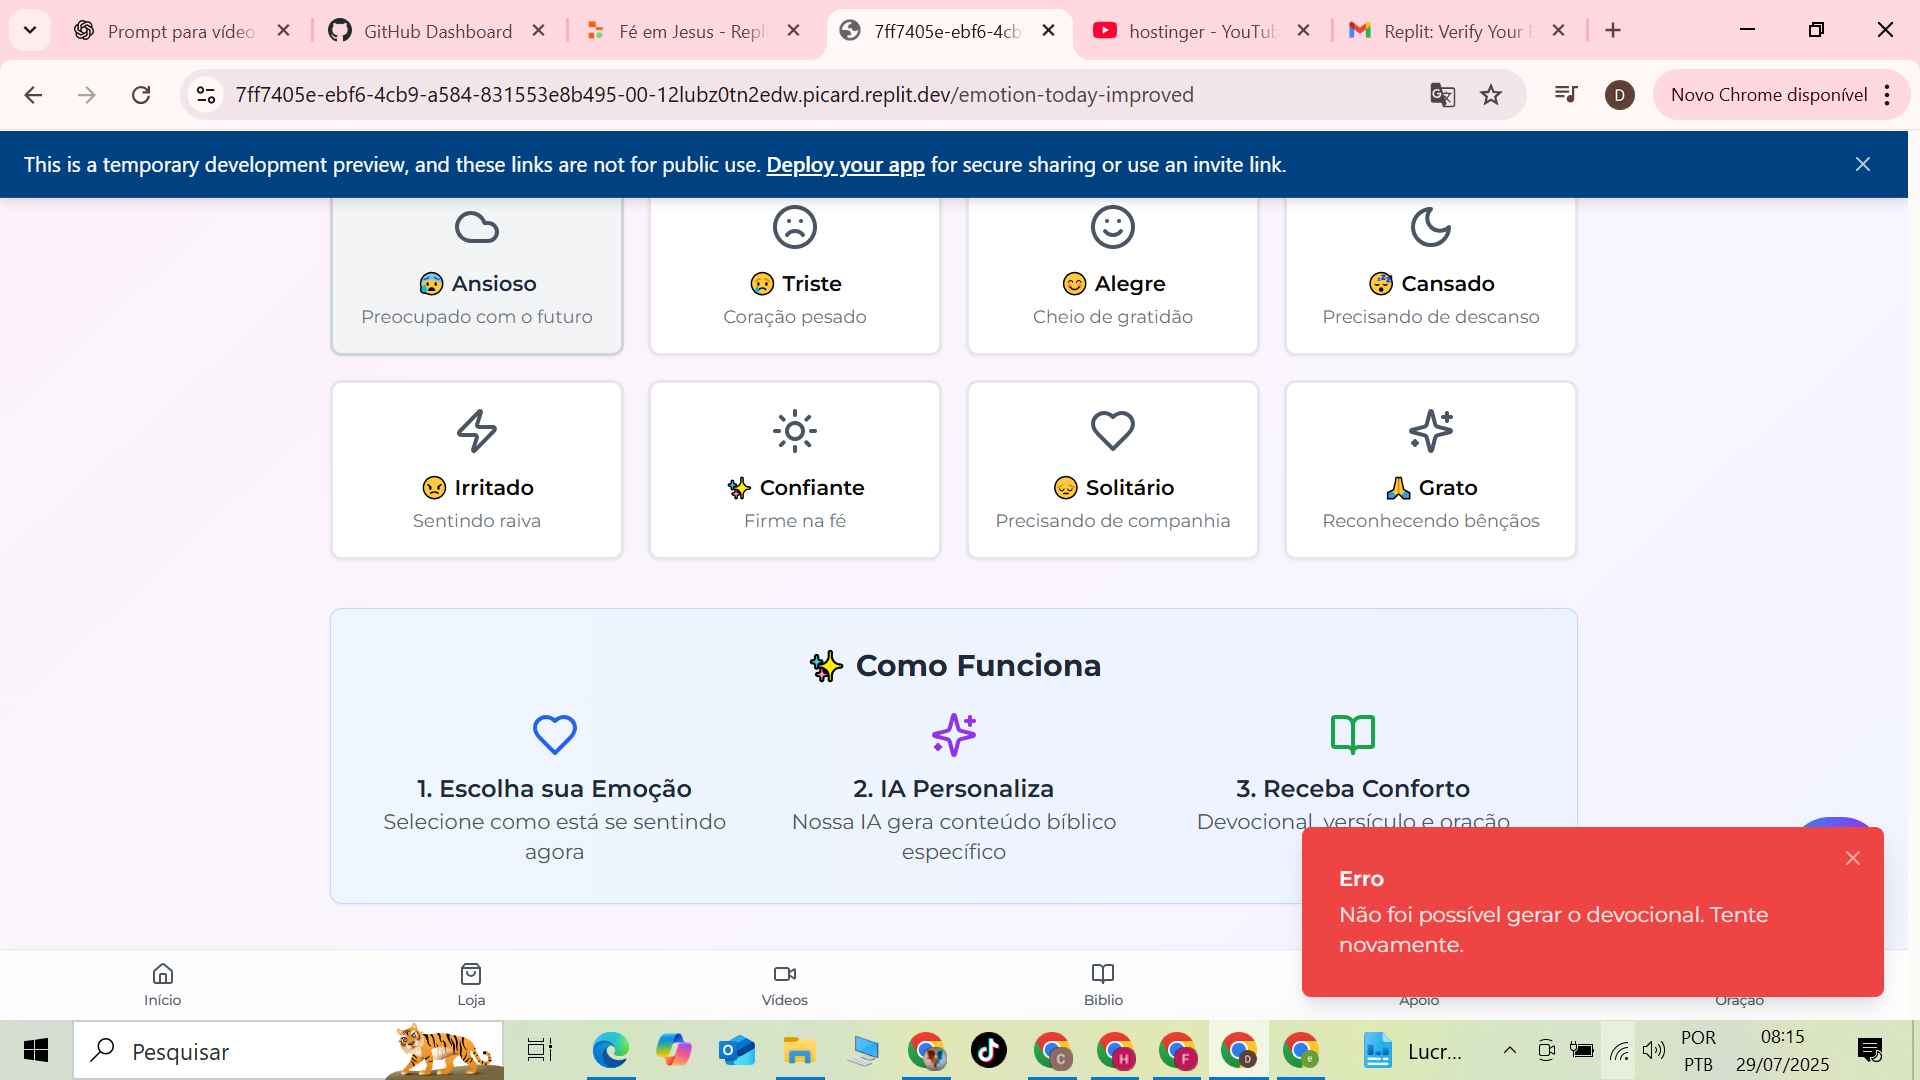 Prompt para vídeo
GitHub Dashboard
Fé em Jesus - Repli
7ff7405e-ebf6-4cb
hostinger - YouTub
Replit: Verify Your E
7ff7405e-ebf6-4cb9-a584-831553e8b495-00-12lubz0tn2edw.picard.replit.dev/emotion-today-improved
D
Novo Chrome disponível
This is a temporary development preview, and these links are not for public use. Deploy your app for secure sharing or use an invite link.
😰 Ansioso
Preocupado com o futuro
😢 Triste
Coração pesado
😊 Alegre
Cheio de gratidão
😴 Cansado
Precisando de descanso
😠 Irritado
Sentindo raiva
✨ Confiante
Firme na fé
😔 Solitário
Precisando de companhia
🙏 Grato
Reconhecendo bênçãos
✨ Como Funciona
1. Escolha sua Emoção
Selecione como está se sentindo
agora
2. IA Personaliza
Nossa IA gera conteúdo bíblico
específico
3. Receba Conforto
Devocional, versículo e oração
Erro
Não foi possível gerar o devocional. Tente
novamente.
Início
Loja
Vídeos
Biblio
Apoio
Oração
Pesquisar
C
H
F
D
e
Lucr...
POR
PTB
08:15
29/07/2025